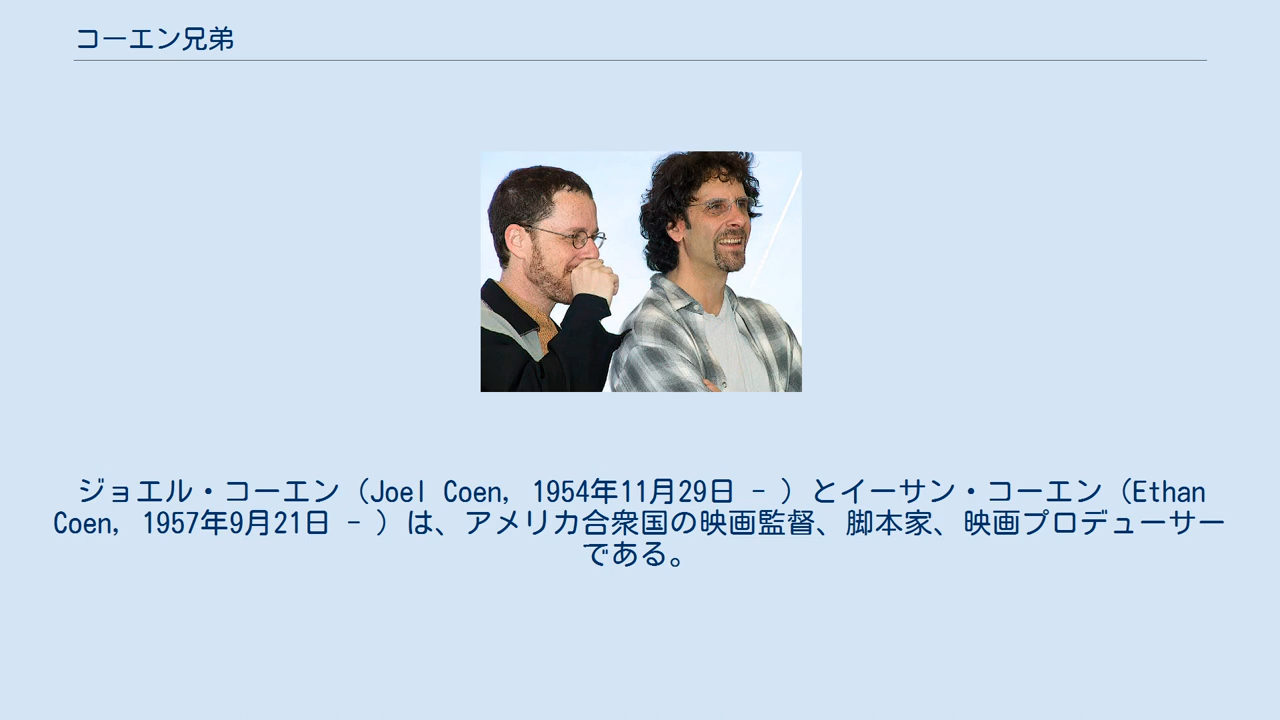 コーエン兄弟
ジョエル・コーエン（Joel Coen, 1954年11月29日 - ）とイーサン・コーエン（Ethan
Coen, 1957年9月21日 - ）は、アメリカ合衆国の映画監督、脚本家、映画プロデューサー
である。